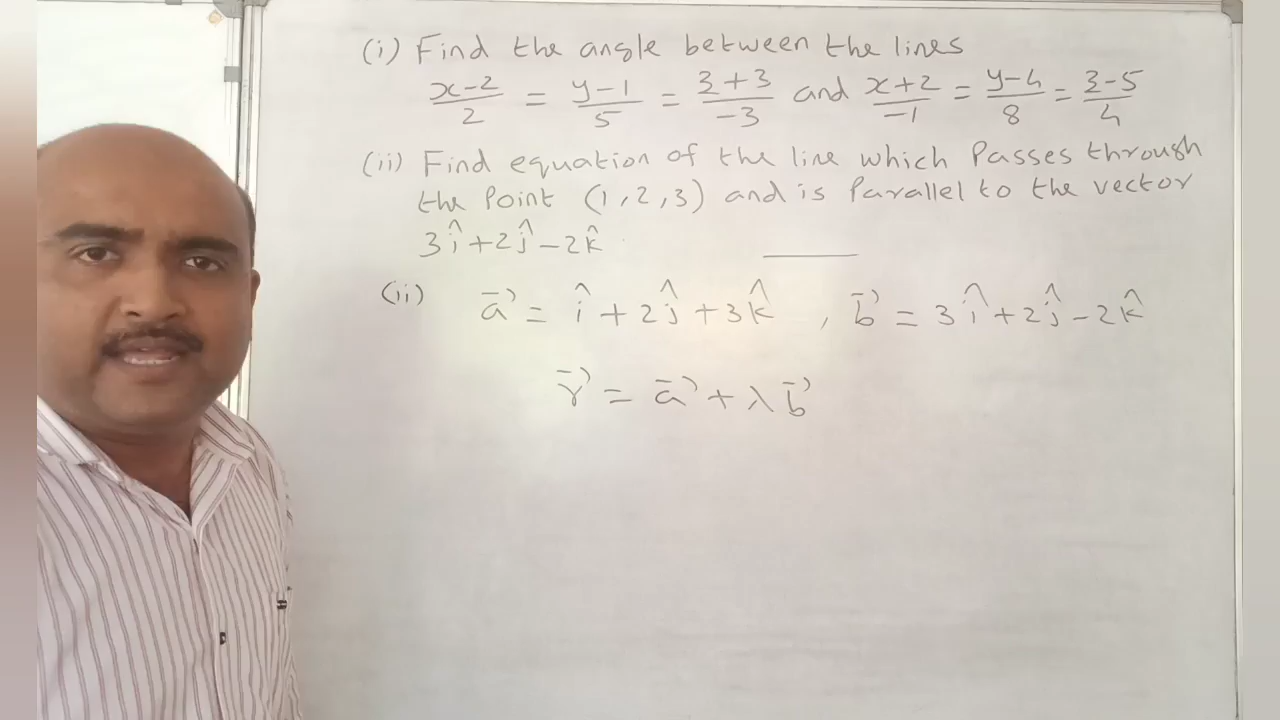 (i) Find the angle between the lines
x-2/2 = y-1/5 = z+3/-3 and x+2/-1 = y-4/8 = z-5/4
(ii) Find equation of the line which passes through
the point (1,2,3) and is parallel to the vector
3î+2ĵ-2k̂
(ii) a⃗ = î + 2ĵ + 3k̂ , b⃗ = 3î + 2ĵ - 2k̂
r⃗ = a⃗ + λb⃗